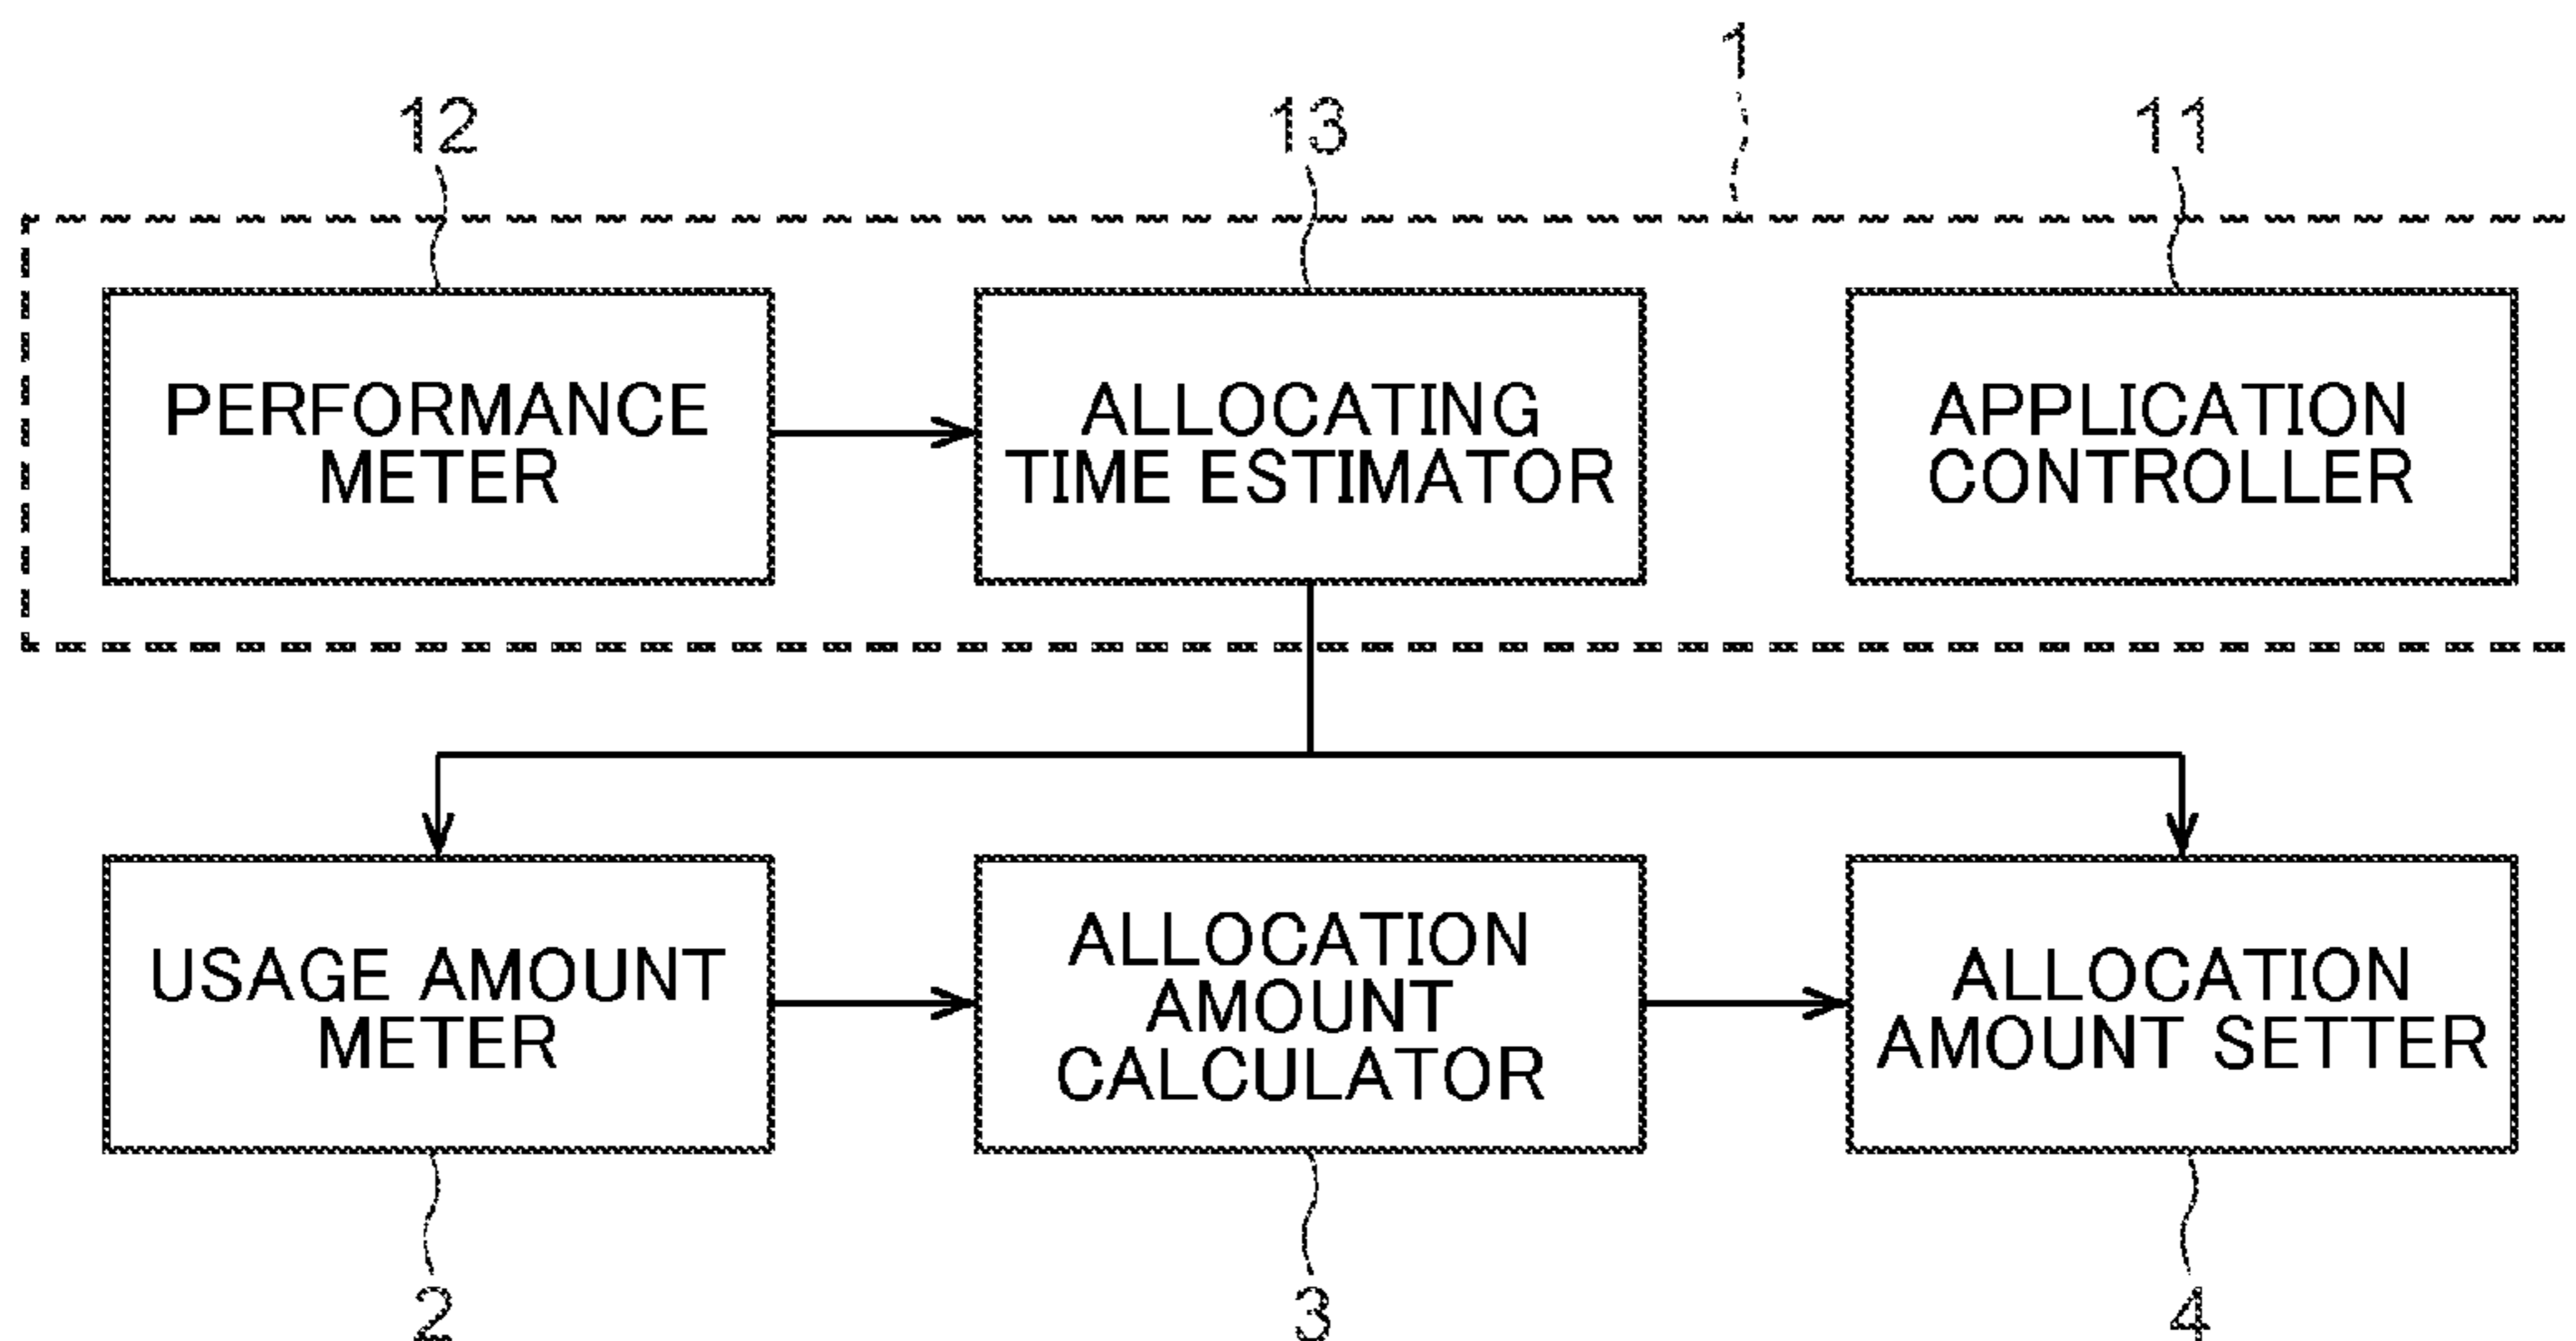 1
12
13
11
PERFORMANCE
METER
ALLOCATING
TIME ESTIMATOR
APPLICATION
CONTROLLER
USAGE AMOUNT
METER
ALLOCATION
AMOUNT
CALCULATOR
ALLOCATION
AMOUNT SETTER
2
3
4